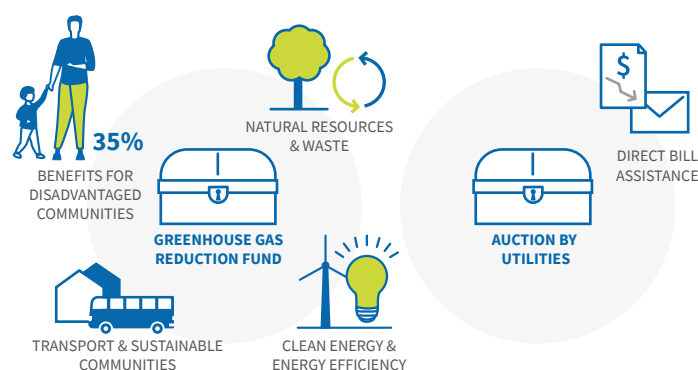 35%
BENEFITS FOR
DISADVANTAGED
COMMUNITIES
NATURAL RESOURCES
& WASTE
GREENHOUSE GAS
REDUCTION FUND
TRANSPORT & SUSTAINABLE
COMMUNITIES
CLEAN ENERGY &
ENERGY EFFICIENCY
$
DIRECT BILL
ASSISTANCE
AUCTION BY
UTILITIES